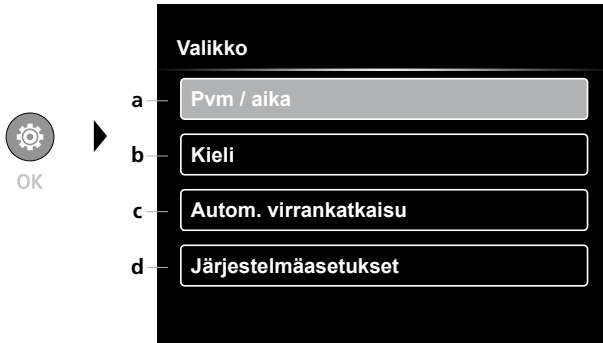 Valikko
a Pvm / aika
b Kieli
OK
c Autom. virrankatkaisu
d Järjestelmäasetukset